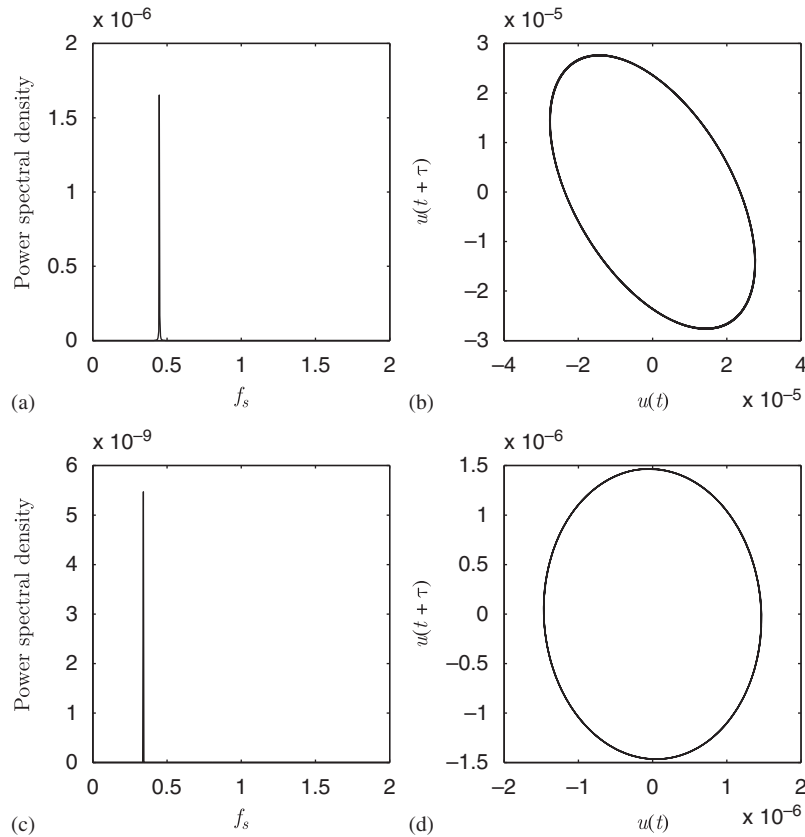 x 10⁻⁶
2
1.5
1
0.5
0
Power spectral density
0 0.5 1 1.5 2
(a) fₛ
x 10⁻⁵
3
2
1
0
–1
–2
–3
u(t + τ)
–4 –2 0 2 4
(b) u(t) x 10⁻⁵
x 10⁻⁹
6
5
4
3
2
1
0
Power spectral density
0 0.5 1 1.5 2
(c) fₛ
x 10⁻⁶
1.5
1
0.5
0
–0.5
–1
–1.5
u(t + τ)
–2 –1 0 1 2
(d) u(t) x 10⁻⁶